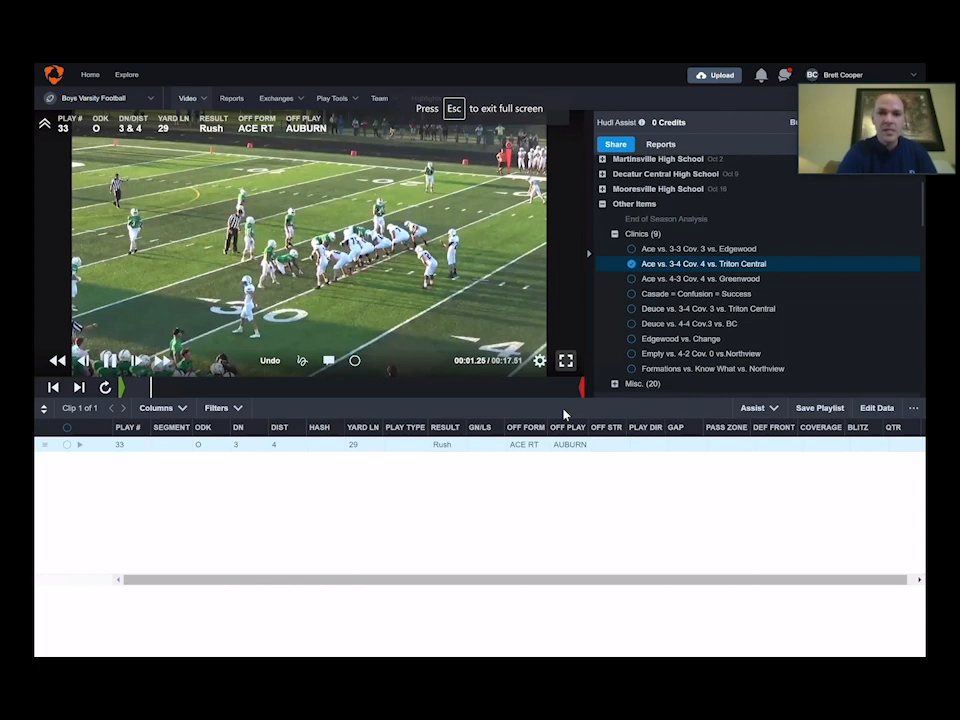 Home Explore Upload BC Brett Cooper
Boys Varsity Football Video Reports Exchanges Play Tools Team
Press Esc to exit full screen
PLAY # ODK DN/DIST YARD LN RESULT OFF FORM OFF PLAY
33 O 3 & 4 29 Rush ACE RT AUBURN
Hudl Assist 0 Credits
Share Reports
Martinsville High School Oct 2
Decatur Central High School Oct 9
Mooresville High School Oct 16
Other Items
End of Season Analysis
Clinics (9)
Ace vs. 3-3 Cov. 3 vs. Edgewood
Ace vs. 3-4 Cov. 4 vs. Triton Central
Ace vs. 4-3 Cov. 4 vs. Greenwood
Casade = Confusion = Success
Deuce vs. 3-4 Cov. 3 vs. Triton Central
Deuce vs. 4-4 Cov.3 vs. BC
Edgewood vs. Change
Empty vs. 4-2 Cov. 0 vs.Northview
Formations vs. Know What vs. Northview
Misc. (20)
30
4
Undo 00:01.25 / 00:17.51
Clip 1 of 1 Columns Filters Assist Save Playlist Edit Data
PLAY # SEGMENT ODK DN DIST HASH YARD LN PLAY TYPE RESULT GN/LS OFF FORM OFF PLAY OFF STR PLAY DIR GAP PASS ZONE DEF FRONT COVERAGE BLITZ QTR
33 O 3 4 29 Rush ACE RT AUBURN